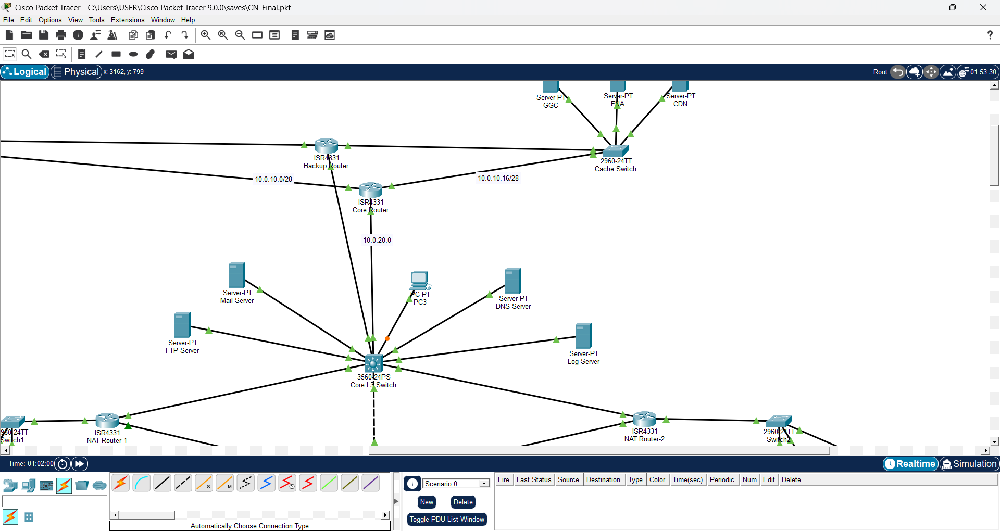 Cisco Packet Tracer - C:\Users\USER\Cisco Packet Tracer 9.0.0\saves\CN_Final.pkt
File Edit Options View Tools Extensions Window Help
?
Logical Physical x: 3162, y: 799 Root 01:53:30
Server-PT
GGC
Server-PT
FNA
Server-PT
CDN
ISR4331
Backup Router
2960-24TT
Cache Switch
10.0.10.0/28
10.0.10.16/28
ISR4331
Core Router
10.0.20.0
Server-PT
Mail Server
PC-PT
PC3
Server-PT
DNS Server
Server-PT
FTP Server
Server-PT
Log Server
3560-24PS
Core L3 Switch
960-24TT
Switch1
ISR4331
NAT Router-1
ISR4331
NAT Router-2
2960-24TT
Switch2
Time: 01:02:00 Realtime Simulation
S M
Scenario 0
New Delete
Toggle PDU List Window
Fire Last Status Source Destination Type Color Time(sec) Periodic Num Edit Delete
Automatically Choose Connection Type